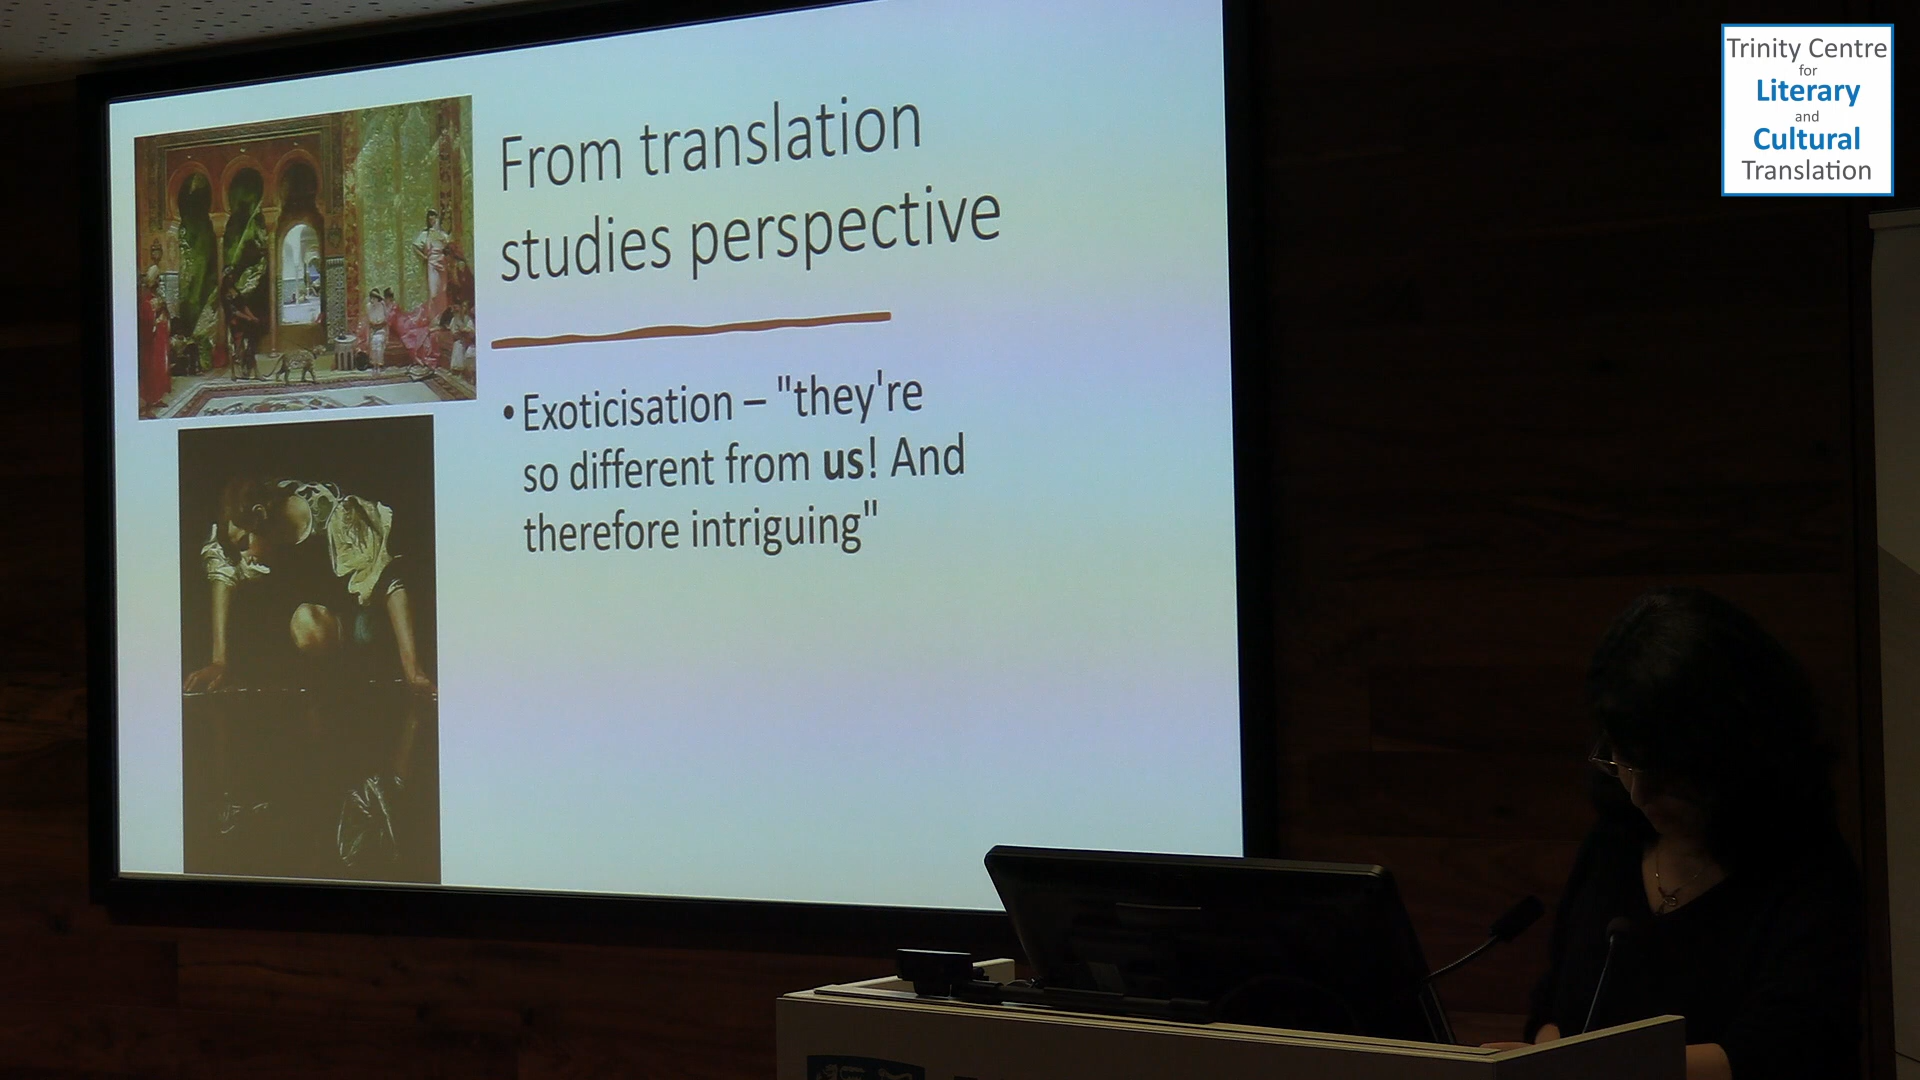 From translation
studies perspective
• Exoticisation – "they're
so different from us! And
therefore intriguing"
Trinity Centre
for
Literary
and
Cultural
Translation